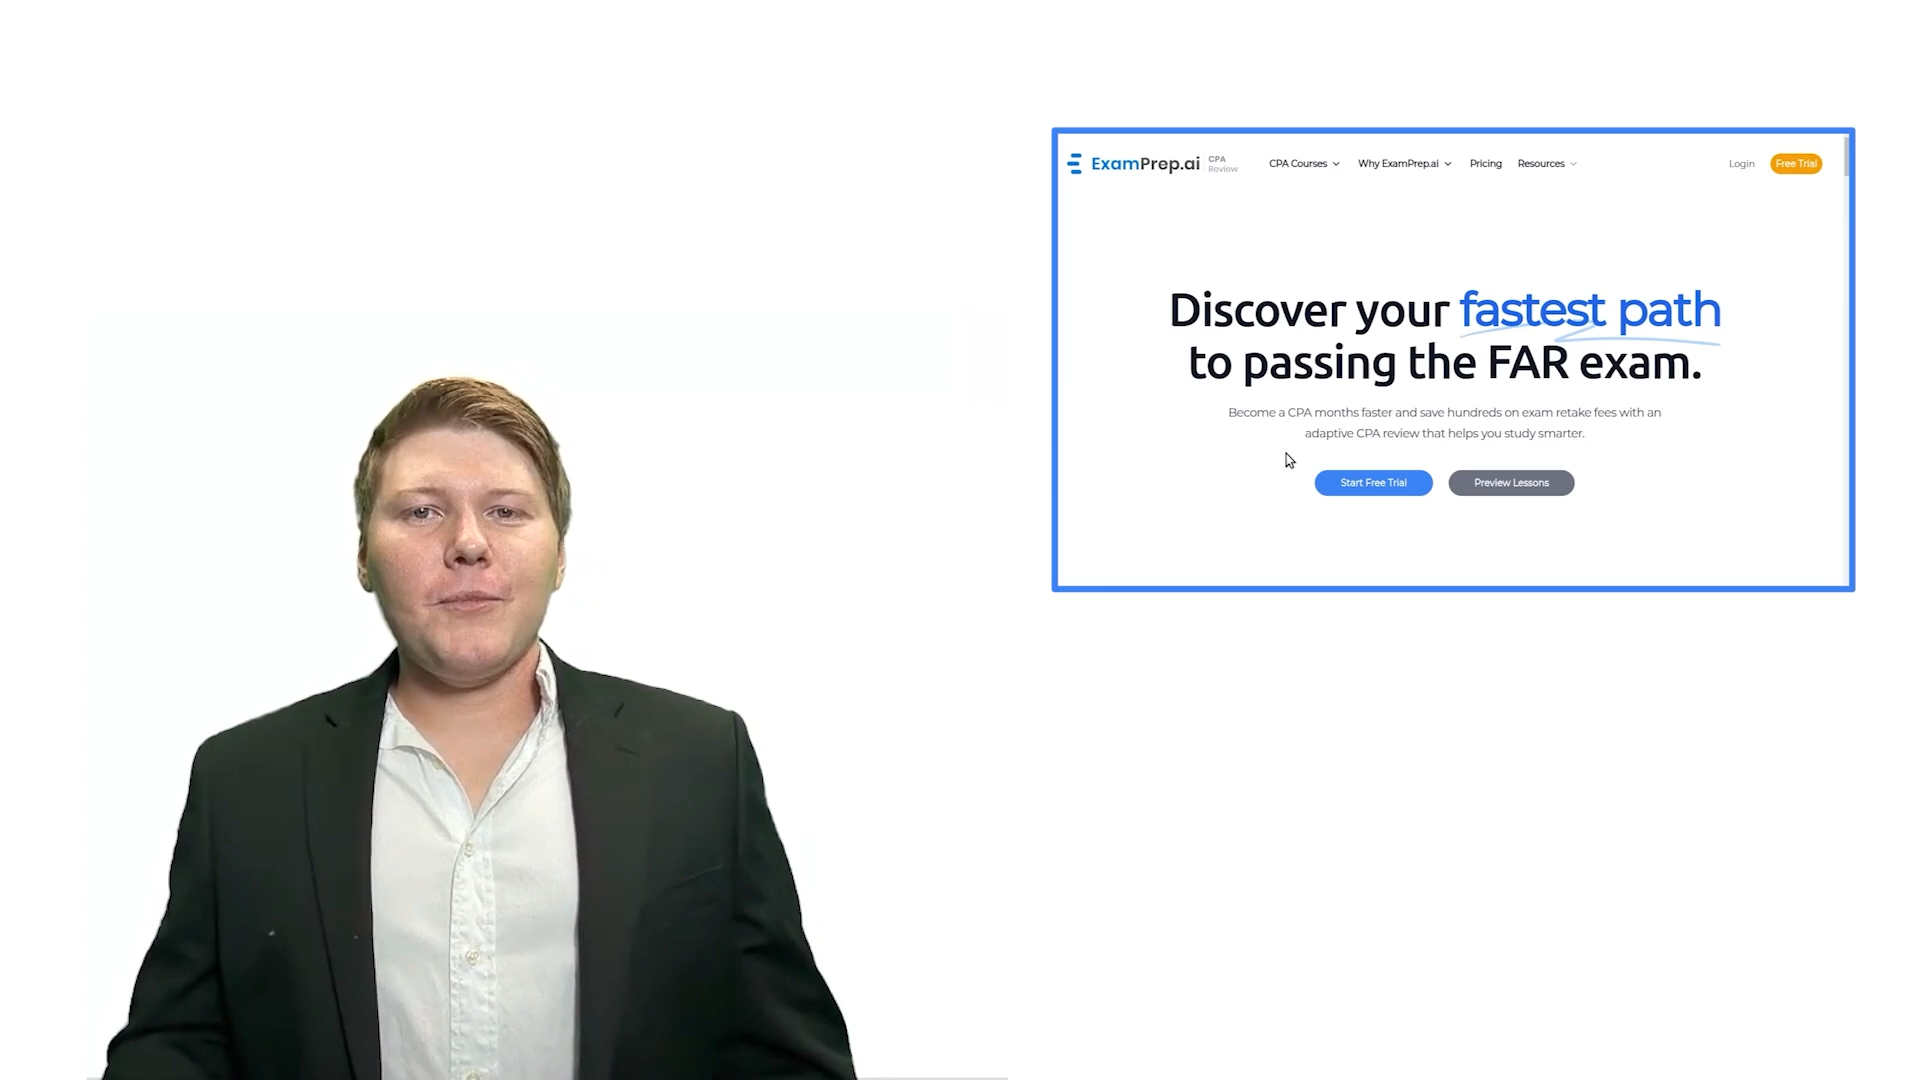 ExamPrep.ai
CPA
Review
CPA Courses
Why ExamPrep.ai
Pricing
Resources
Login
Free Trial
Discover your fastest path
to passing the FAR exam.
Become a CPA months faster and save hundreds on exam retake fees with an
adaptive CPA review that helps you study smarter.
Start Free Trial
Preview Lessons